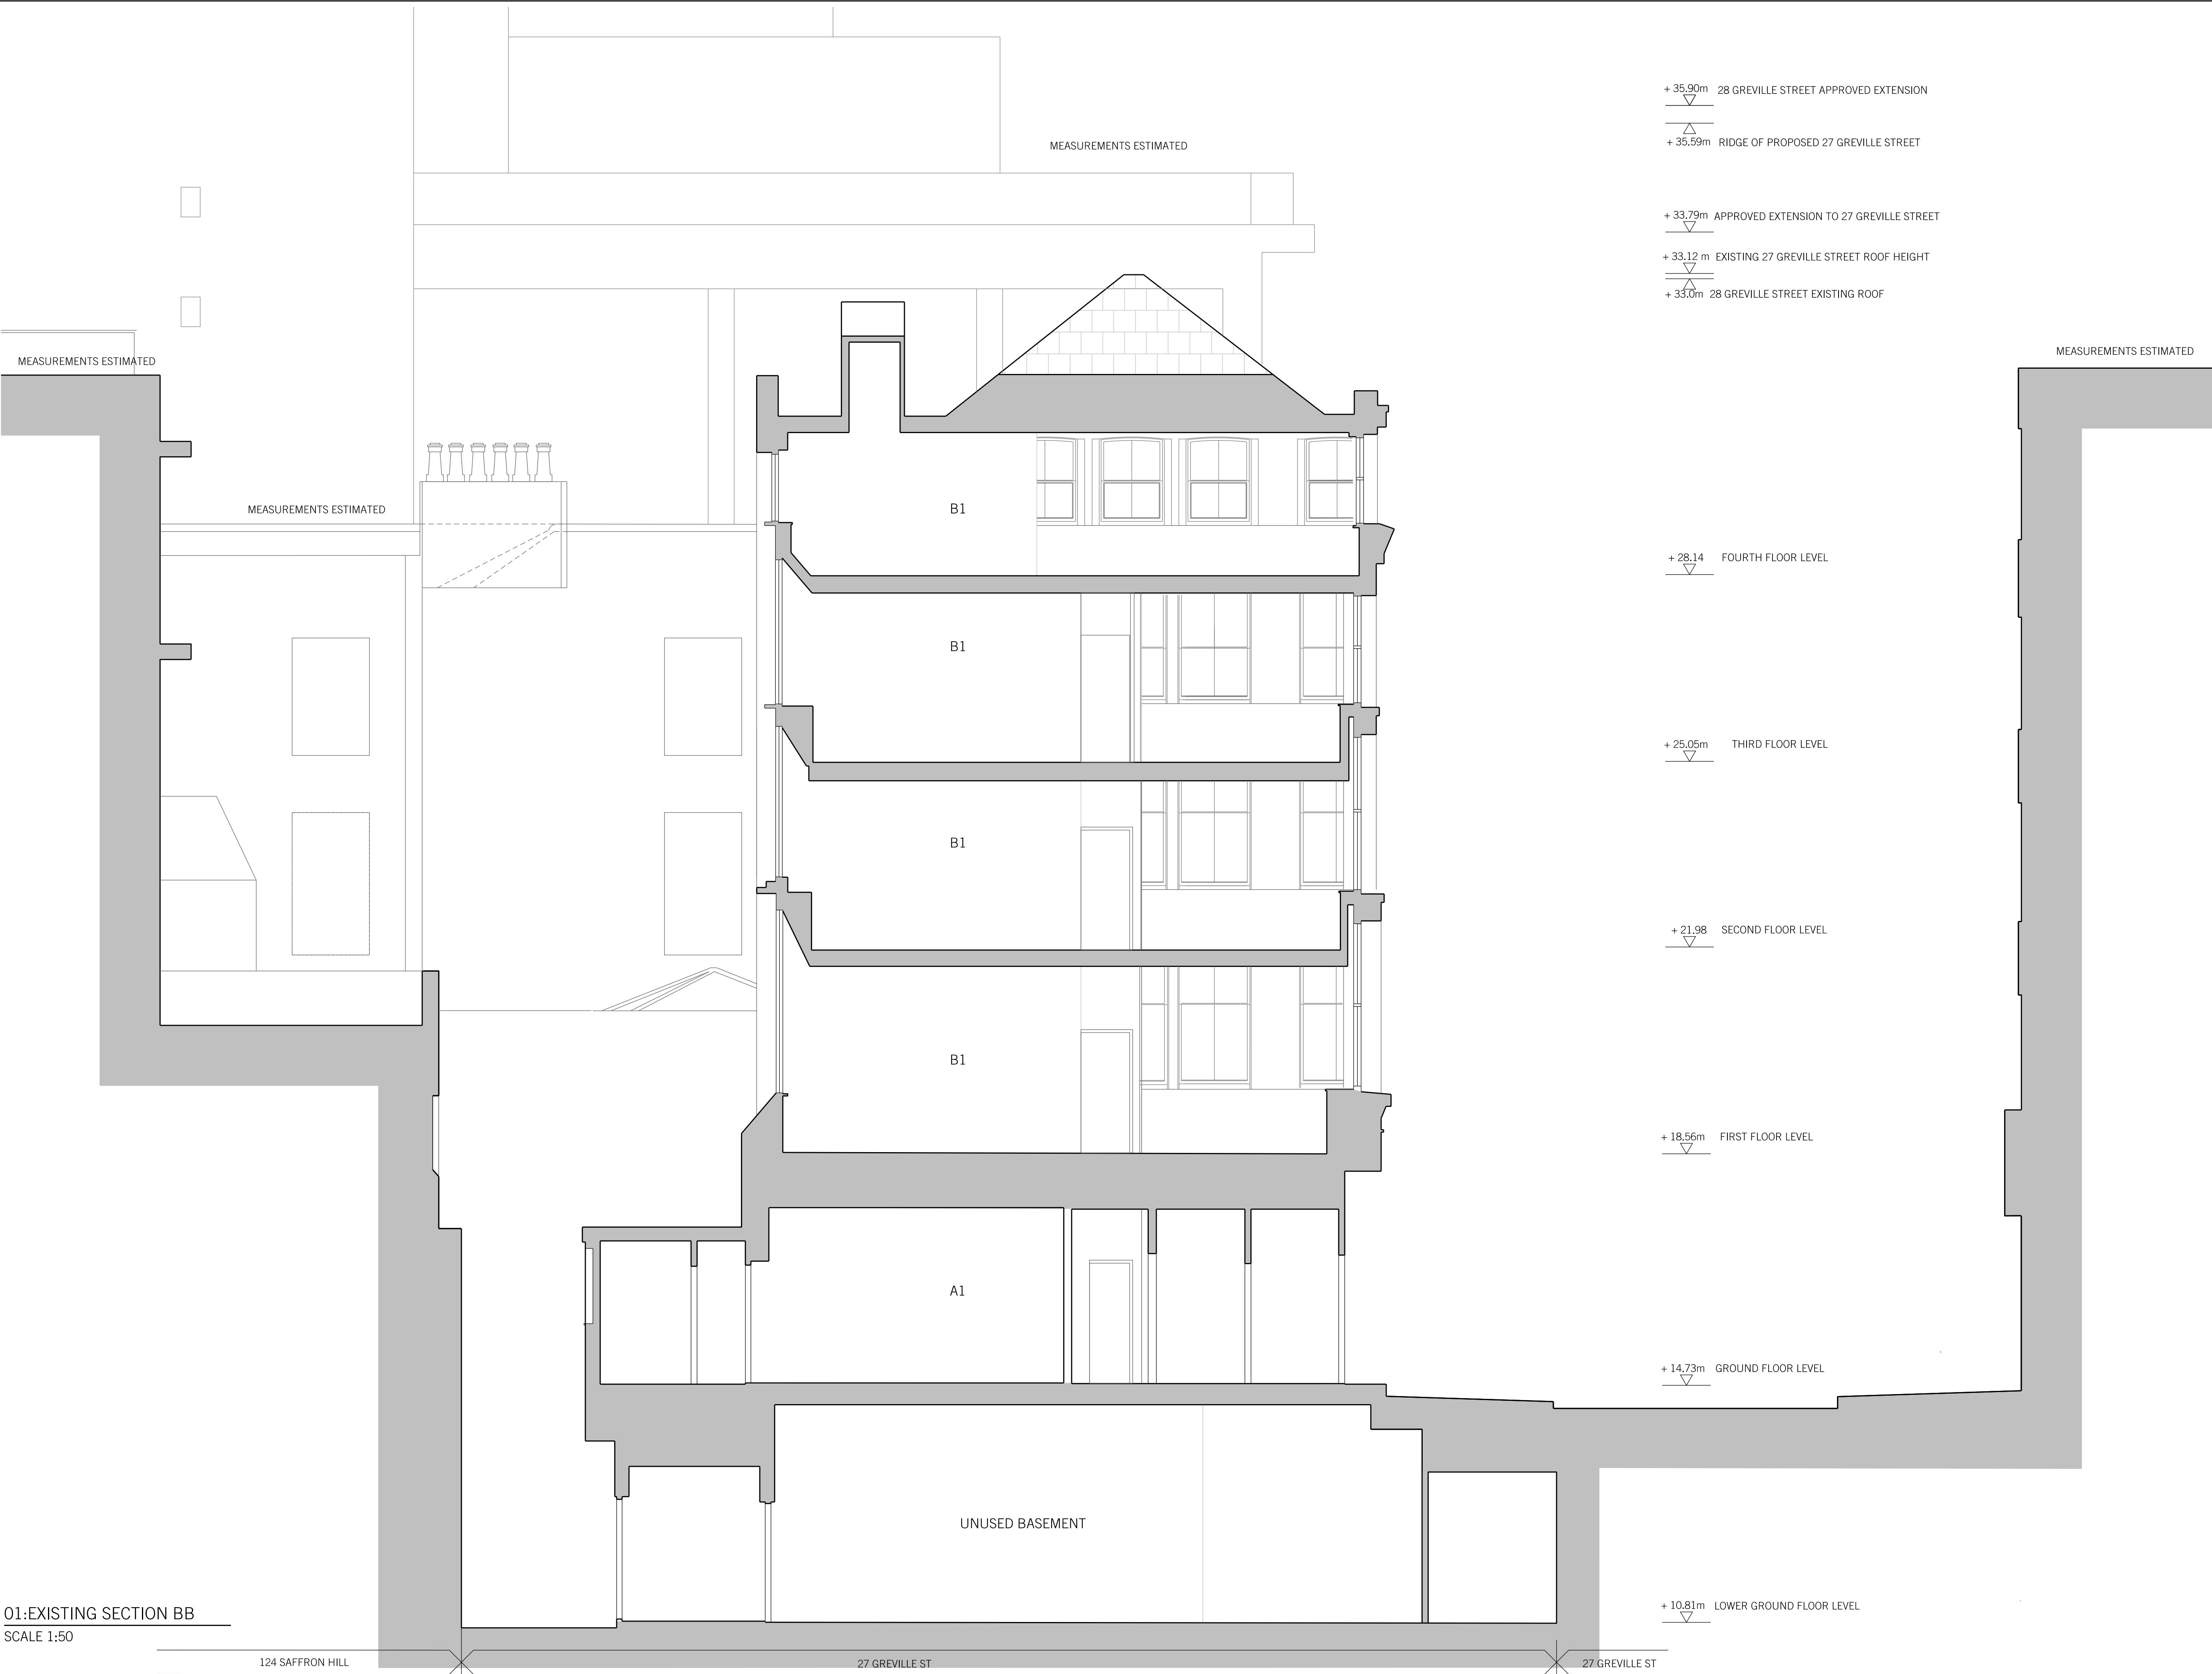 + 35.90m 28 GREVILLE STREET APPROVED EXTENSION
+ 35.59m RIDGE OF PROPOSED 27 GREVILLE STREET
MEASUREMENTS ESTIMATED
+ 33.79m APPROVED EXTENSION TO 27 GREVILLE STREET
+ 33.12 m EXISTING 27 GREVILLE STREET ROOF HEIGHT
+ 33.0m 28 GREVILLE STREET EXISTING ROOF
MEASUREMENTS ESTIMATED
MEASUREMENTS ESTIMATED
MEASUREMENTS ESTIMATED
B1
+ 28.14 FOURTH FLOOR LEVEL
B1
+ 25.05m THIRD FLOOR LEVEL
B1
+ 21.98 SECOND FLOOR LEVEL
B1
+ 18.56m FIRST FLOOR LEVEL
A1
+ 14.73m GROUND FLOOR LEVEL
UNUSED BASEMENT
+ 10.81m LOWER GROUND FLOOR LEVEL
01:EXISTING SECTION BB
SCALE 1:50
124 SAFFRON HILL
27 GREVILLE ST
27 GREVILLE ST